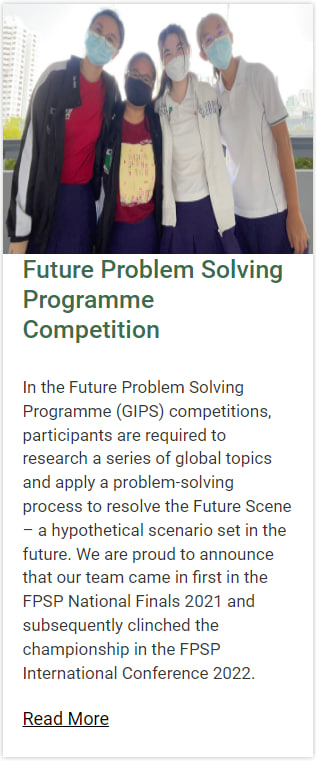 Future Problem Solving
Programme
Competition
In the Future Problem Solving
Programme (GIPS) competitions,
participants are required to
research a series of global topics
and apply a problem-solving
process to resolve the Future Scene
– a hypothetical scenario set in the
future. We are proud to announce
that our team came in first in the
FPSP National Finals 2021 and
subsequently clinched the
championship in the FPSP
International Conference 2022.
Read More